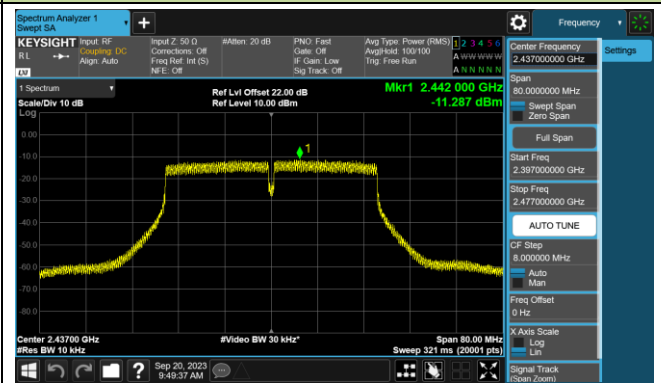 Spectrum Analyzer 1
Swept SA
Frequency
KEYSIGHT
RL
Input: RF
Coupling: DC
Align: Auto
Input Z: 50 Ω
Corrections: Off
Freq Ref: Int (S)
NFE: Off
#Atten: 20 dB
PNO: Fast
Gate: Off
IF Gain: Low
Sig Track: Off
Avg Type: Power (RMS)
Avg|Hold: 100/100
Trig: Free Run
1 2 3 4 5 6
A W W W W W
A N N N N N
LXI
1 Spectrum
Scale/Div 10 dB
Log
Ref Lvl Offset 22.00 dB
Ref Level 10.00 dBm
Mkr1 2.442 000 GHz
-11.287 dBm
1
0.00
-10.0
-20.0
-30.0
-40.0
-50.0
-60.0
-70.0
-80.0
Center 2.43700 GHz
#Res BW 10 kHz
#Video BW 30 kHz*
Span 80.00 MHz
Sweep 321 ms (20001 pts)
Center Frequency
2.437000000 GHz
Settings
Span
80.0000000 MHz
Swept Span
Zero Span
Full Span
Start Freq
2.397000000 GHz
Stop Freq
2.477000000 GHz
AUTO TUNE
CF Step
8.000000 MHz
Auto
Man
Freq Offset
0 Hz
X Axis Scale
Log
Lin
Signal Track
(Span Zoom)
?
Sep 20, 2023
9:49:37 AM